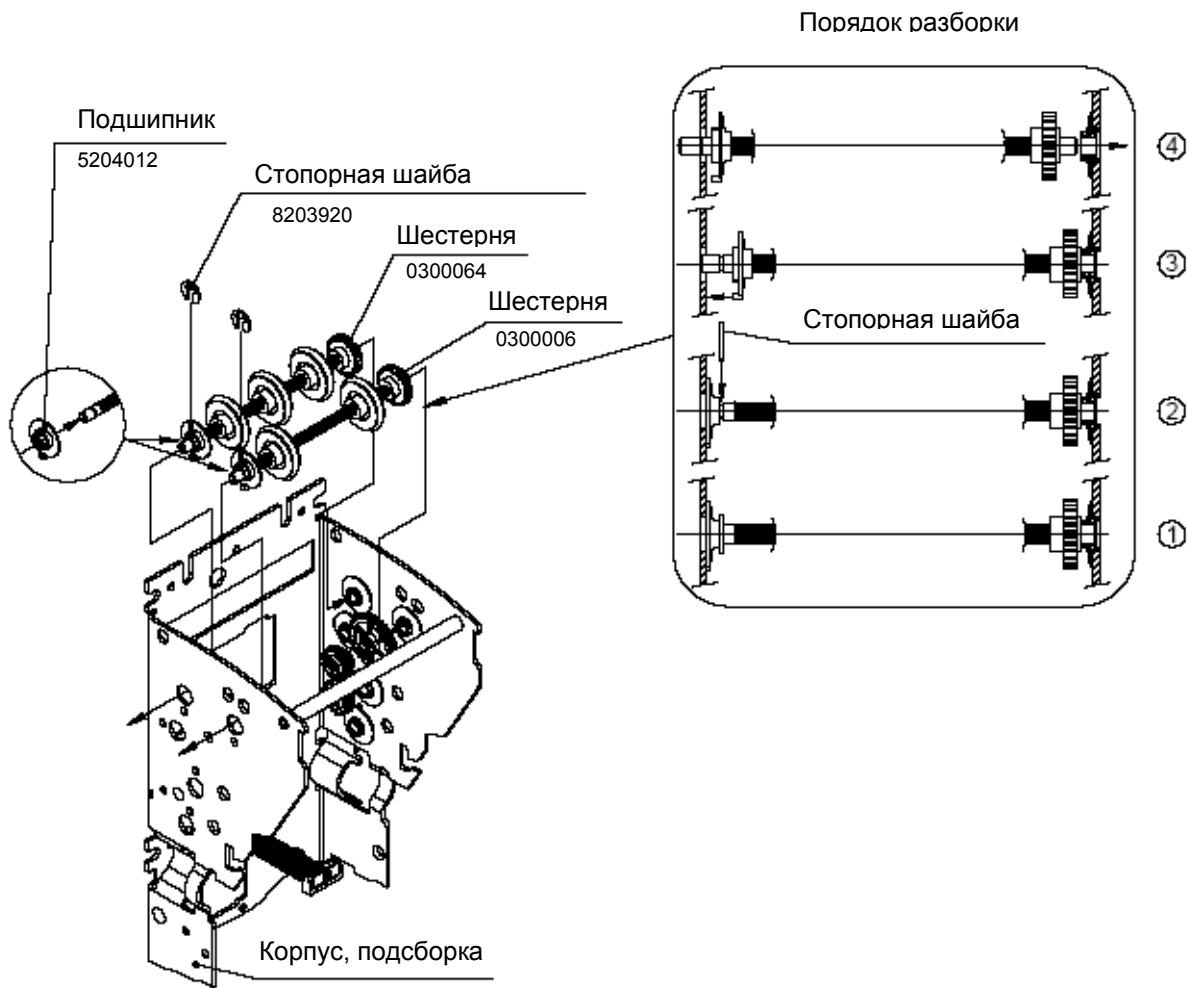 Порядок разборки
Подшипник
5204012
Стопорная шайба
8203920
Шестерня
0300064
Шестерня
0300006
Стопорная шайба
4
3
2
1
Корпус, подсборка